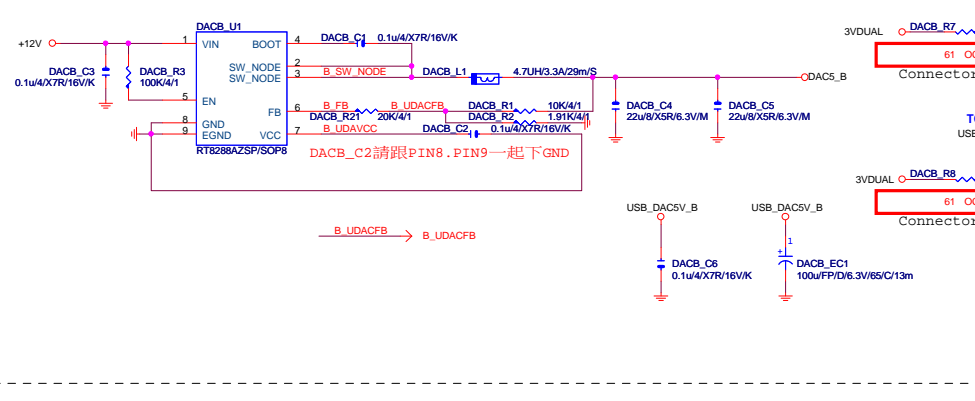 DACB_U1
+12V
1
VIN
BOOT
4
DACB_C1
0.1u/4/X7R/16V/K
SW_NODE
2
SW_NODE
3
B_SW_NODE
DACB_L1
4.7UH/3.3A/29m/S
DAC5_B
DACB_C3
0.1u/4/X7R/16V/K
DACB_R3
100K/4/1
5
EN
FB
6
B_FB
DACB_R21
20K/4/1
B_UDACFB
DACB_R1
10K/4/1
DACB_R2
1.91K/4/1
8
GND
9
EGND
VCC
7
B_UDAVCC
DACB_C2
0.1u/4/X7R/16V/K
RT8288AZSP/SOP8
DACB_C2請跟PIN8.PIN9一起下GND
DACB_C4
22u/8/X5R/6.3V/M
DACB_C5
22u/8/X5R/6.3V/M
B_UDACFB
B_UDACFB
USB_DAC5V_B
DACB_C6
0.1u/4/X7R/16V/K
USB_DAC5V_B
1
+
DACB_EC1
100u/FP/D/6.3V/65/C/13m
3VDUAL
DACB_R7
61
Connector
USB
3VDUAL
DACB_R8
61
Connector